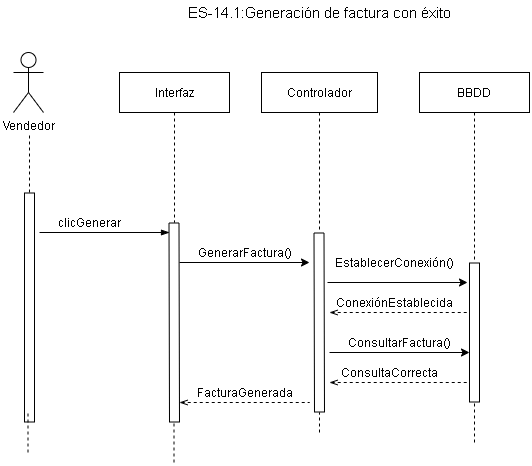 ES-14.1:Generación de factura con éxito
Interfaz
Controlador
BBDD
Vendedor
clicGenerar
GenerarFactura()
EstablecerConexión()
ConexiónEstablecida
ConsultarFactura()
ConsultaCorrecta
FacturaGenerada